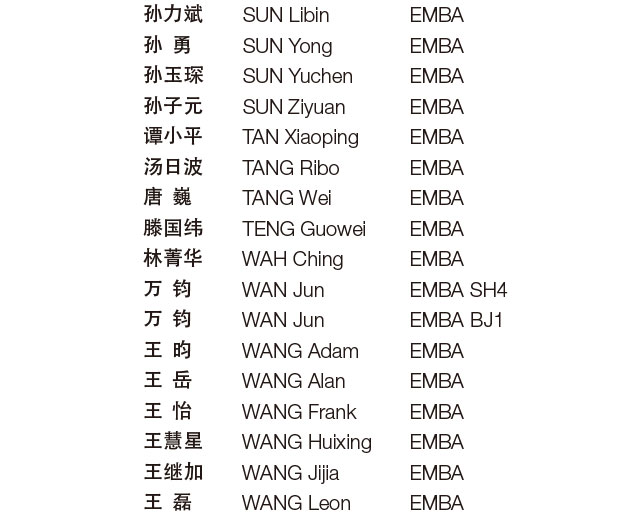 孙力斌 SUN Libin EMBA
孙 勇 SUN Yong EMBA
孙玉琛 SUN Yuchen EMBA
孙子元 SUN Ziyuan EMBA
谭小平 TAN Xiaoping EMBA
汤日波 TANG Ribo EMBA
唐 巍 TANG Wei EMBA
滕国纬 TENG Guowei EMBA
林菁华 WAH Ching EMBA
万 钧 WAN Jun EMBA SH4
万 钧 WAN Jun EMBA BJ1
王 昀 WANG Adam EMBA
王 岳 WANG Alan EMBA
王 怡 WANG Frank EMBA
王慧星 WANG Huixing EMBA
王继加 WANG Jijia EMBA
王 磊 WANG Leon EMBA